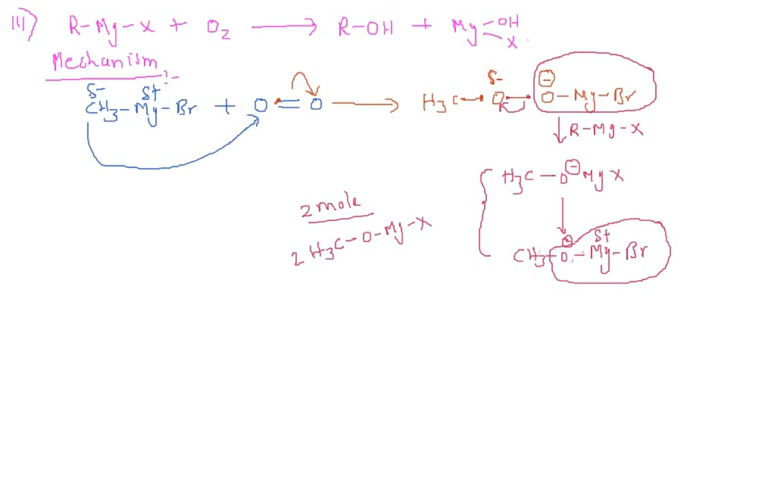 III) R-Mg-X + O2 ⟶ R-OH + Mg OH X
Mechanism:-
δ- δ+ CH3-Mg-Br + O=O ⟶ H3C-O-O-Mg-Br δ- ⊖
↓ R-Mg-X
H3C-O⊖MgX
2 mole
2 H3C-O-Mg-X
CH3-O-Mg-Br ⊖ δ+